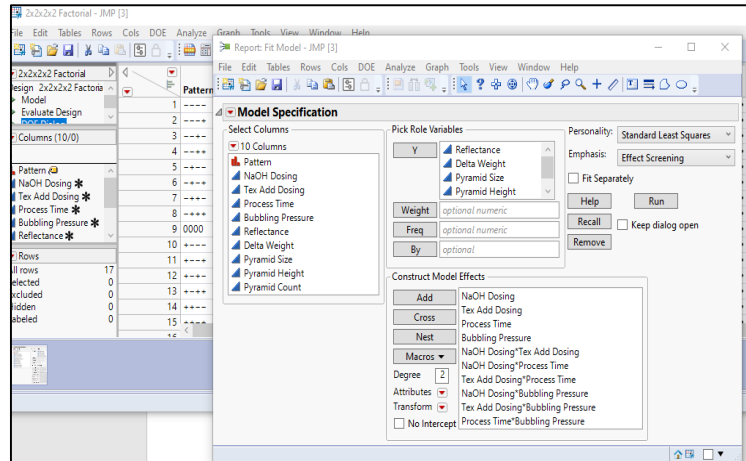 2x2x2x2 Factorial - JMP [3]
File Edit Tables Rows Cols DOE Analyze Graph Tools View Window Help
2x2x2x2 Factorial
Design 2x2x2x2 Factoria
Model
Evaluate Design
DOE Dialog
Columns (10/0)
Pattern
NaOH Dosing
Tex Add Dosing
Process Time
Bubbling Pressure
Reflectance
Rows
All rows 17
Selected 0
Excluded 0
Hidden 0
Labeled 0
Pattern
1 ----
2 ---+
3 --+-
4 --++
5 -+--
6 -+-+
7 -++-
8 -+++
9 0000
10 +---
11 +--+
12 +-+-
13 +-++
14 ++--
15 ++-+
16
Report: Fit Model - JMP [3]
File Edit Tables Rows Cols DOE Analyze Graph Tools View Window Help
Model Specification
Select Columns
10 Columns
Pattern
NaOH Dosing
Tex Add Dosing
Process Time
Bubbling Pressure
Reflectance
Delta Weight
Pyramid Size
Pyramid Height
Pyramid Count
Pick Role Variables
Y
Reflectance
Delta Weight
Pyramid Size
Pyramid Height
Weight optional numeric
Freq optional numeric
By optional
Personality: Standard Least Squares
Emphasis: Effect Screening
Fit Separately
Help Run
Recall Keep dialog open
Remove
Construct Model Effects
Add
Cross
Nest
Macros
Degree 2
Attributes
Transform
No Intercept
NaOH Dosing
Tex Add Dosing
Process Time
Bubbling Pressure
NaOH Dosing*Tex Add Dosing
NaOH Dosing*Process Time
Tex Add Dosing*Process Time
NaOH Dosing*Bubbling Pressure
Tex Add Dosing*Bubbling Pressure
Process Time*Bubbling Pressure